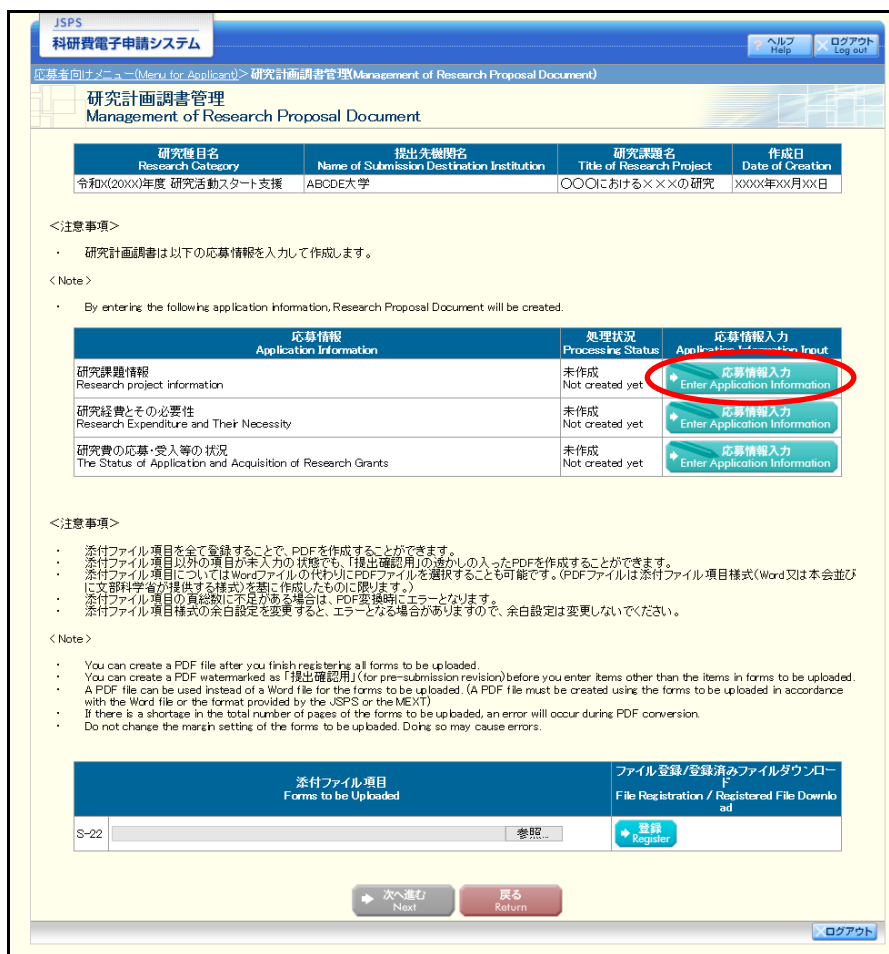 JSPS
科研費電子申請システム
? ヘルプ Help
ログアウト Log out
応募者向けメニュー(Menu for Applicant)> 研究計画調書管理(Management of Research Proposal Document)
研究計画調書管理
Management of Research Proposal Document
研究種目名 提出先機関名 研究課題名 作成日
Research Category Name of Submission Destination Institution Title of Research Project Date of Creation
令和X(20XX)年度 研究活動スタート支援 ABCDE大学 〇〇〇における×××の研究 XXXX年XX月XX日
<注意事項>
・ 研究計画調書は以下の応募情報を入力して作成します。
<Note>
・ By entering the following application information, Research Proposal Document will be created.
応募情報 処理状況 応募情報入力
Application Information Processing Status Application Information Input
研究課題情報 未作成 応募情報入力
Research project information Not created yet Enter Application Information
研究経費とその必要性 未作成 応募情報入力
Research Expenditure and Their Necessity Not created yet Enter Application Information
研究費の応募・受入等の状況 未作成 応募情報入力
The Status of Application and Acquisition of Research Grants Not created yet Enter Application Information
<注意事項>
・ 添付ファイル項目を全て登録することで、PDFを作成することができます。
・ 添付ファイル項目以外の項目が未入力の状態でも、「提出確認用」の透かしの入ったPDFを作成することができます。
・ 添付ファイル項目についてはWordファイルの代わりにPDFファイルを選択することも可能です。(PDFファイルは添付ファイル項目様式(Word又は本会並び
に文部科学省が提供する様式)を基に作成したものに限ります。)
・ 添付ファイル項目の頁総数に不足がある場合は、PDF変換時にエラーとなります。
・ 添付ファイル項目様式の余白設定を変更すると、エラーとなる場合がありますので、余白設定は変更しないでください。
<Note>
・ You can create a PDF file after you finish registering all forms to be uploaded.
・ You can create a PDF watermarked as 「提出確認用」(for pre-submission revision)before you enter items other than the items in forms to be uploaded.
・ A PDF file can be used instead of a Word file for the forms to be uploaded. (A PDF file must be created using the forms to be uploaded in accordance
with the Word file or the format provided by the JSPS or the MEXT)
・ If there is a shortage in the total number of pages of the forms to be uploaded, an error will occur during PDF conversion.
・ Do not change the margin setting of the forms to be uploaded. Doing so may cause errors.
添付ファイル項目
Forms to be Uploaded
ファイル登録/登録済みファイルダウンロー
ド
File Registration / Registered File Downlo
ad
S-22 参照... 登録 Register
次へ進む Next
戻る Return
ログアウト